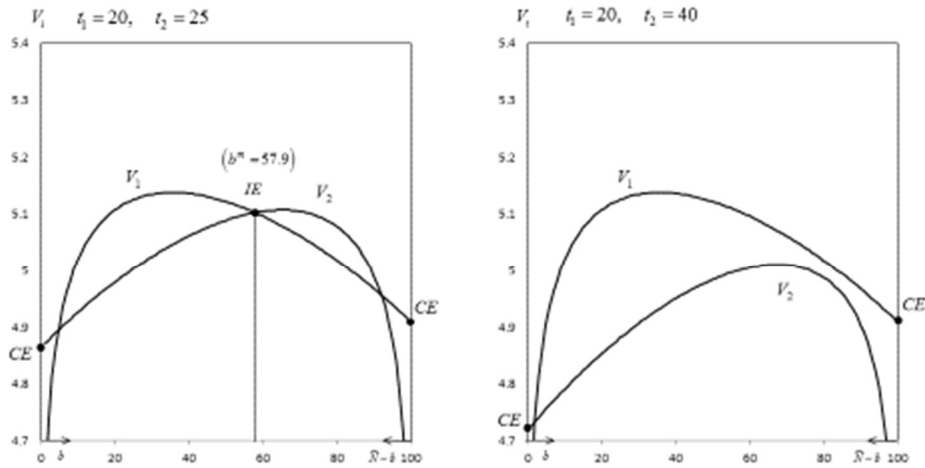 V_i t_1 = 20, t_2 = 25
5.4
5.3
5.2
5.1
5
4.9
4.8
4.7
(b^m = 57.9)
IE
V_1
V_2
CE
CE
0 b 20 40 60 80 100
V_i t_1 = 20, t_2 = 40
5.4
5.3
5.2
5.1
5
4.9
4.8
4.7
V_1
V_2
CE
CE
0 b 20 40 60 80 100